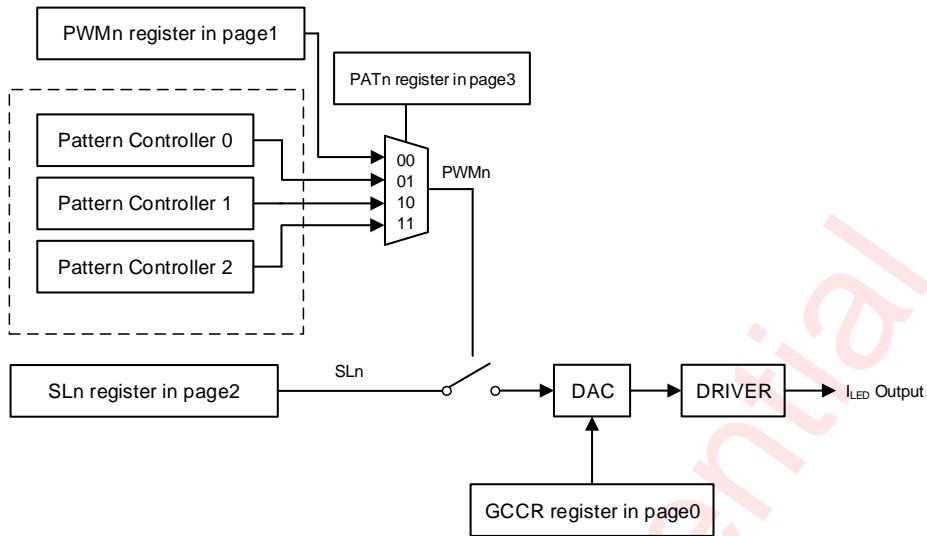 PWMn register in page1
PATn register in page3
Pattern Controller 0
Pattern Controller 1
Pattern Controller 2
00
01
10
11
PWMn
SLn register in page2
SLn
DAC
DRIVER
ILED Output
GCCR register in page0
ential